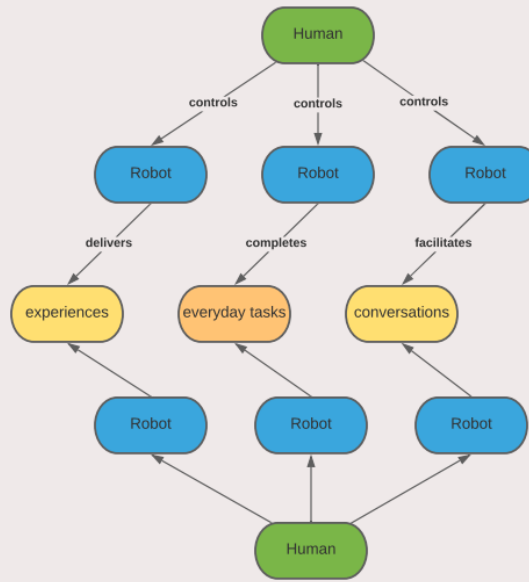 Human
controls
controls
controls
Robot
Robot
Robot
delivers
completes
facilitates
experiences
everyday tasks
conversations
Robot
Robot
Robot
Human